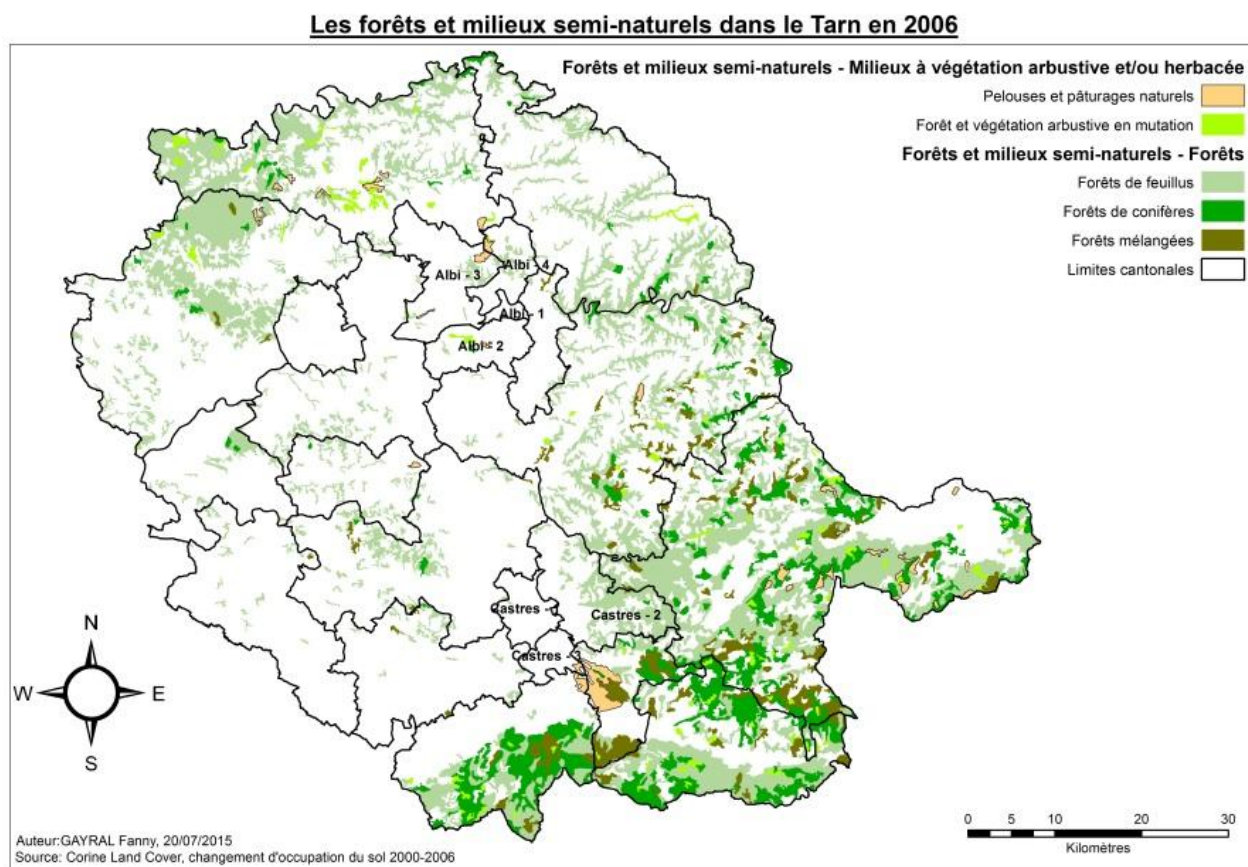 Les forêts et milieux semi-naturels dans le Tarn en 2006
Forêts et milieux semi-naturels - Milieux à végétation arbustive et/ou herbacée
Pelouses et pâturages naturels
Forêt et végétation arbustive en mutation
Forêts et milieux semi-naturels - Forêts
Forêts de feuillus
Forêts de conifères
Forêts mélangées
Limites cantonales
Albi - 3
Albi - 4
Albi - 1
Albi - 2
Castres -
Castres - 2
Castres - 3
N
W
E
S
0 5 10 20 30
Kilomètres
Auteur:GAYRAL Fanny, 20/07/2015
Source: Corine Land Cover, changement d'occupation du sol 2000-2006